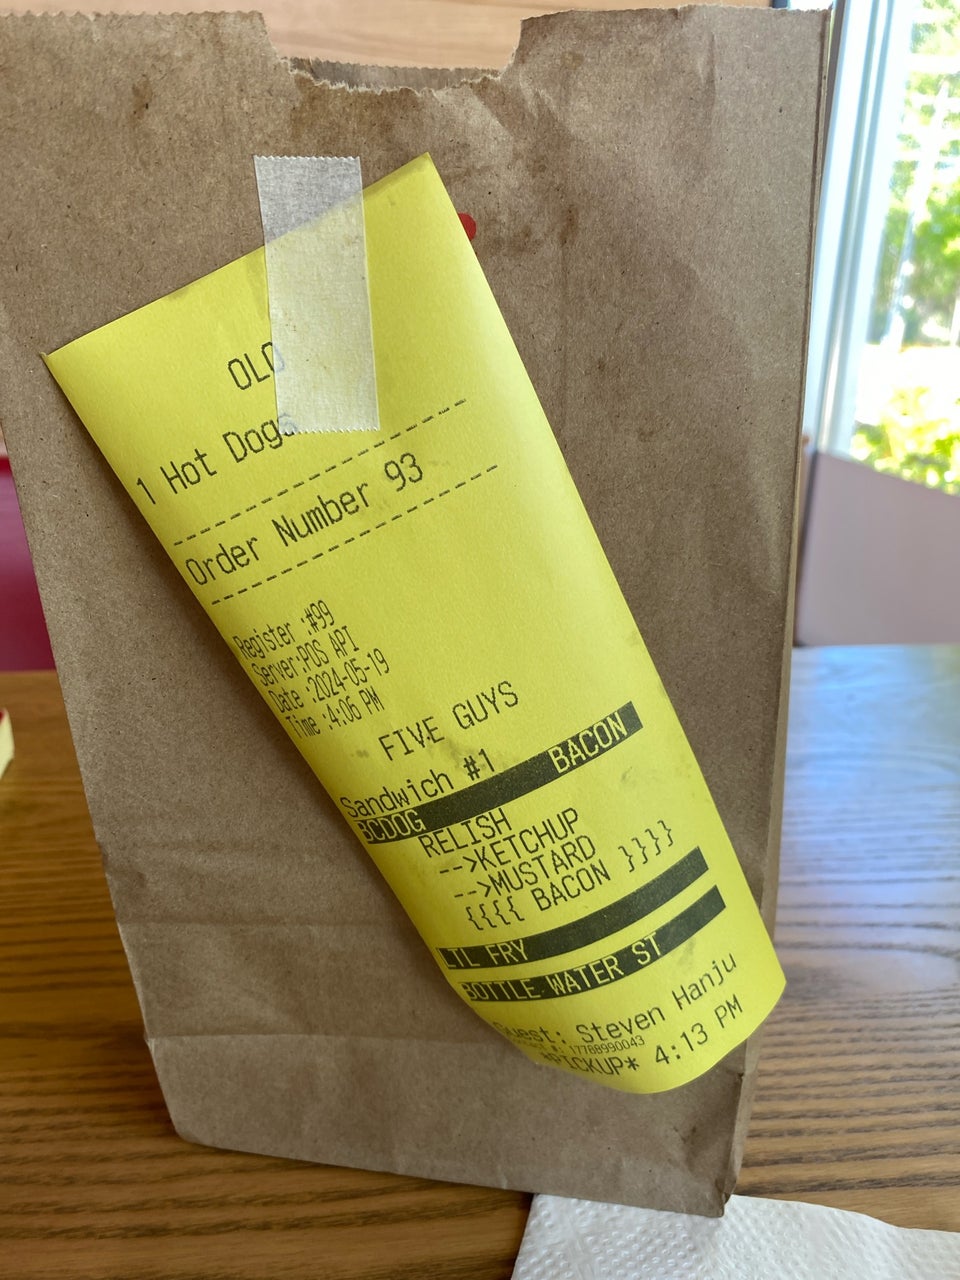 OLO
1 Hot Dogs
Order Number 93
Register :#99
Server:POS API
Date :2024-05-19
Time :4:06 PM
FIVE GUYS
Sandwich #1
BCDOG BACON
RELISH
-->KETCHUP
-->MUSTARD
{{{{ BACON }}}}
LTL FRY
BOTTLE WATER ST
Guest: Steven Hanju
17788990043
*PICKUP* 4:13 PM